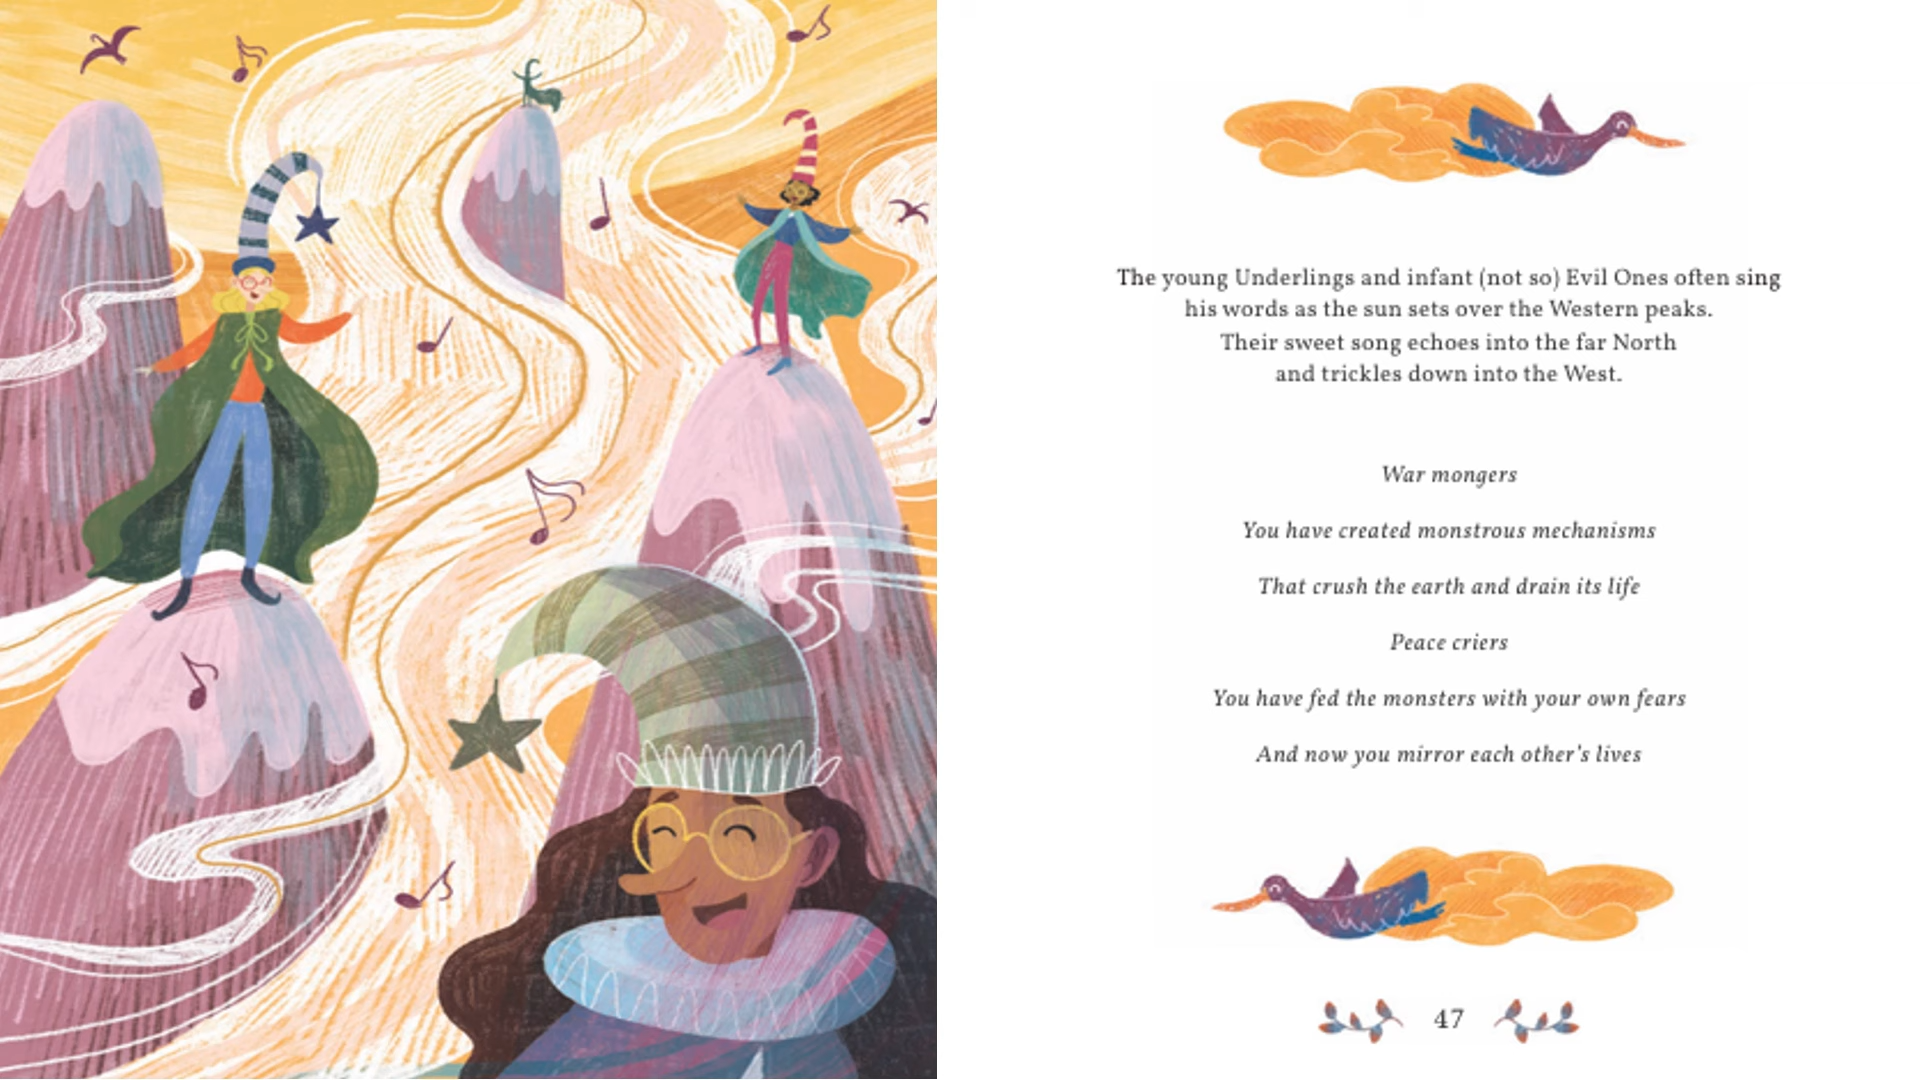 The young Underlings and infant (not so) Evil Ones often sing
his words as the sun sets over the Western peaks.
Their sweet song echoes into the far North
and trickles down into the West.
War mongers
You have created monstrous mechanisms
That crush the earth and drain its life
Peace criers
You have fed the monsters with your own fears
And now you mirror each other's lives
47